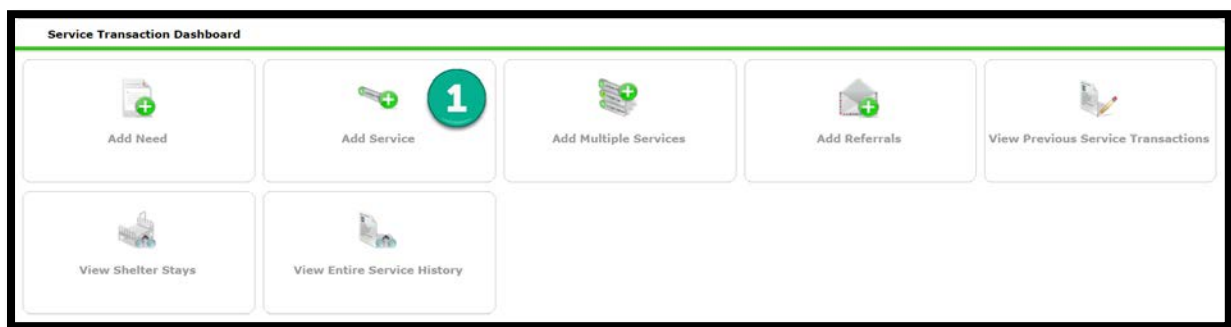 Service Transaction Dashboard
1
Add Need
Add Service
Add Multiple Services
Add Referrals
View Previous Service Transactions
View Shelter Stays
View Entire Service History